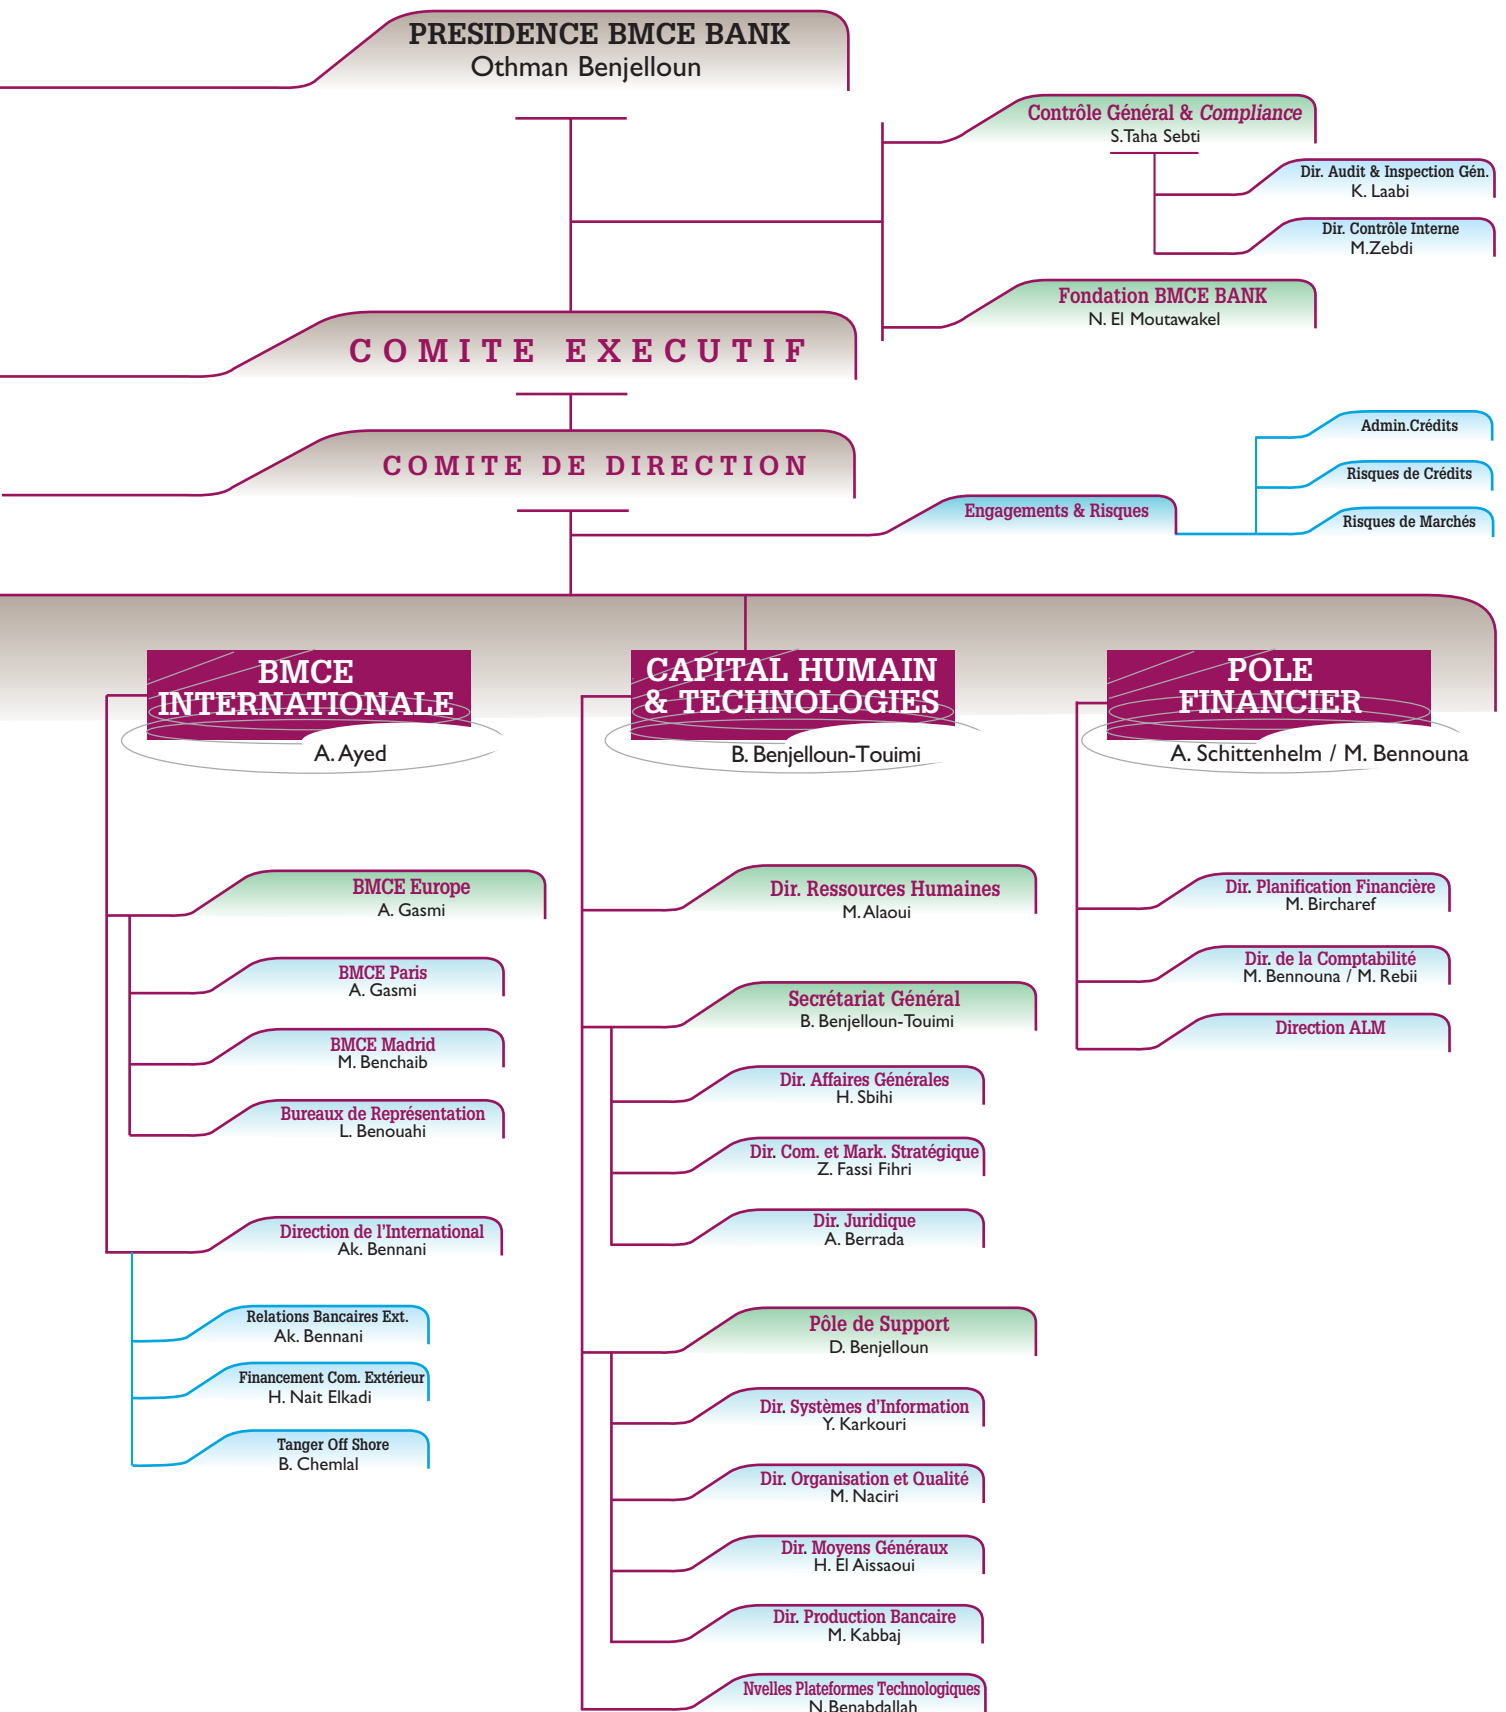 PRESIDENCE BMCE BANK
Othman Benjelloun
Contrôle Général & Compliance
S.Taha Sebti
Dir. Audit & Inspection Gén.
K. Laabi
Dir. Contrôle Interne
M.Zebdi
Fondation BMCE BANK
N. El Moutawakel
COMITE EXECUTIF
COMITE DE DIRECTION
Admin.Crédits
Risques de Crédits
Engagements & Risques
Risques de Marchés
BMCE
INTERNATIONALE
A. Ayed
BMCE Europe
A. Gasmi
BMCE Paris
A. Gasmi
BMCE Madrid
M. Benchaib
Bureaux de Représentation
L. Benouahi
Direction de l'International
Ak. Bennani
Relations Bancaires Ext.
Ak. Bennani
Financement Com. Extérieur
H. Nait Elkadi
Tanger Off Shore
B. Chemlal
CAPITAL HUMAIN
& TECHNOLOGIES
B. Benjelloun-Touimi
Dir. Ressources Humaines
M. Alaoui
Secrétariat Général
B. Benjelloun-Touimi
Dir. Affaires Générales
H. Sbihi
Dir. Com. et Mark. Stratégique
Z. Fassi Fihri
Dir. Juridique
A. Berrada
Pôle de Support
D. Benjelloun
Dir. Systèmes d'Information
Y. Karkouri
Dir. Organisation et Qualité
M. Naciri
Dir. Moyens Généraux
H. El Aissaoui
Dir. Production Bancaire
M. Kabbaj
Nvelles Plateformes Technologiques
N.Benabdallah
POLE
FINANCIER
A. Schittenhelm / M. Bennouna
Dir. Planification Financière
M. Bircharef
Dir. de la Comptabilité
M. Bennouna / M. Rebii
Direction ALM